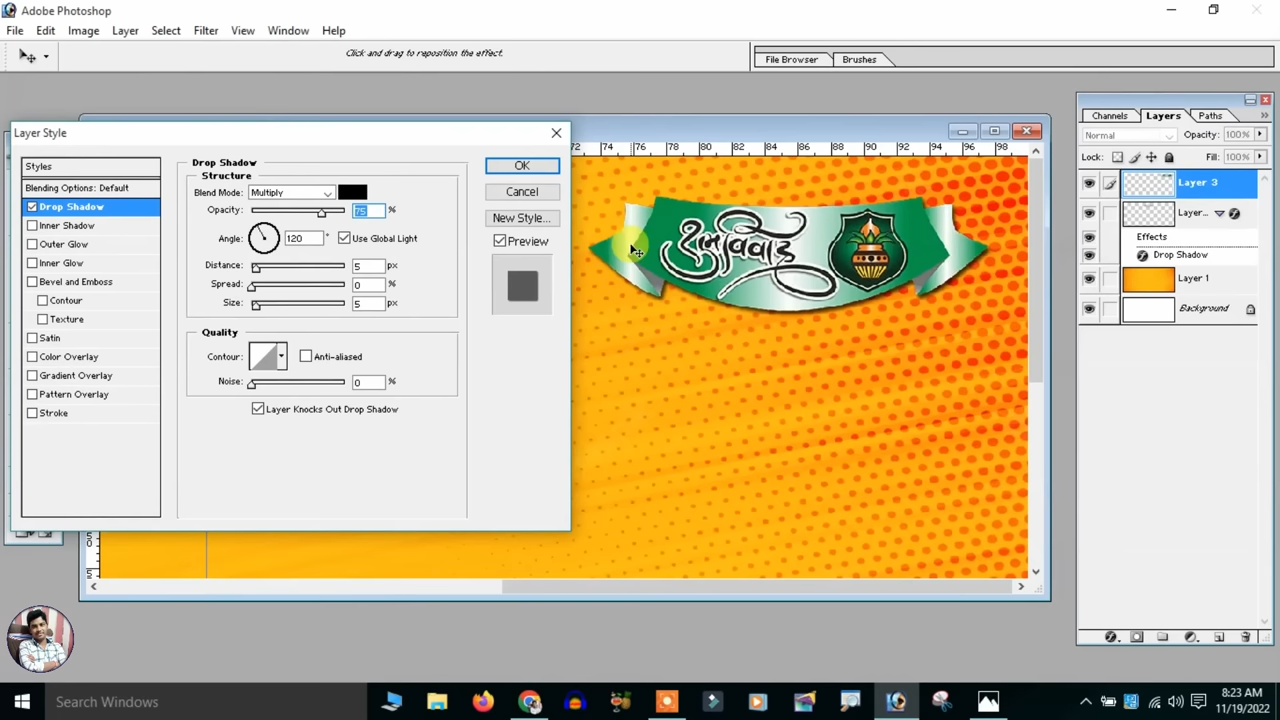 Adobe Photoshop
File Edit Image Layer Select Filter View Window Help
Click and drag to reposition the effect.
File Browser Brushes
Layer Style
Styles
Blending Options: Default
Drop Shadow
Inner Shadow
Outer Glow
Inner Glow
Bevel and Emboss
Contour
Texture
Satin
Color Overlay
Gradient Overlay
Pattern Overlay
Stroke
Drop Shadow
Structure
Blend Mode: Multiply
Opacity: 75 %
Angle: 120 ° Use Global Light
Distance: 5 px
Spread: 0 %
Size: 5 px
Quality
Contour: Anti-aliased
Noise: 0 %
Layer Knocks Out Drop Shadow
OK
Cancel
New Style...
Preview
72 74 76 78 80 82 84 86 88 90 92 94 96 98
शुभ विवाह
Channels Layers Paths
Normal Opacity: 100%
Lock: Fill: 100%
Layer 3
Layer...
Effects
Drop Shadow
Layer 1
Background
5
0
5
Search Windows
8:23 AM
11/19/2022